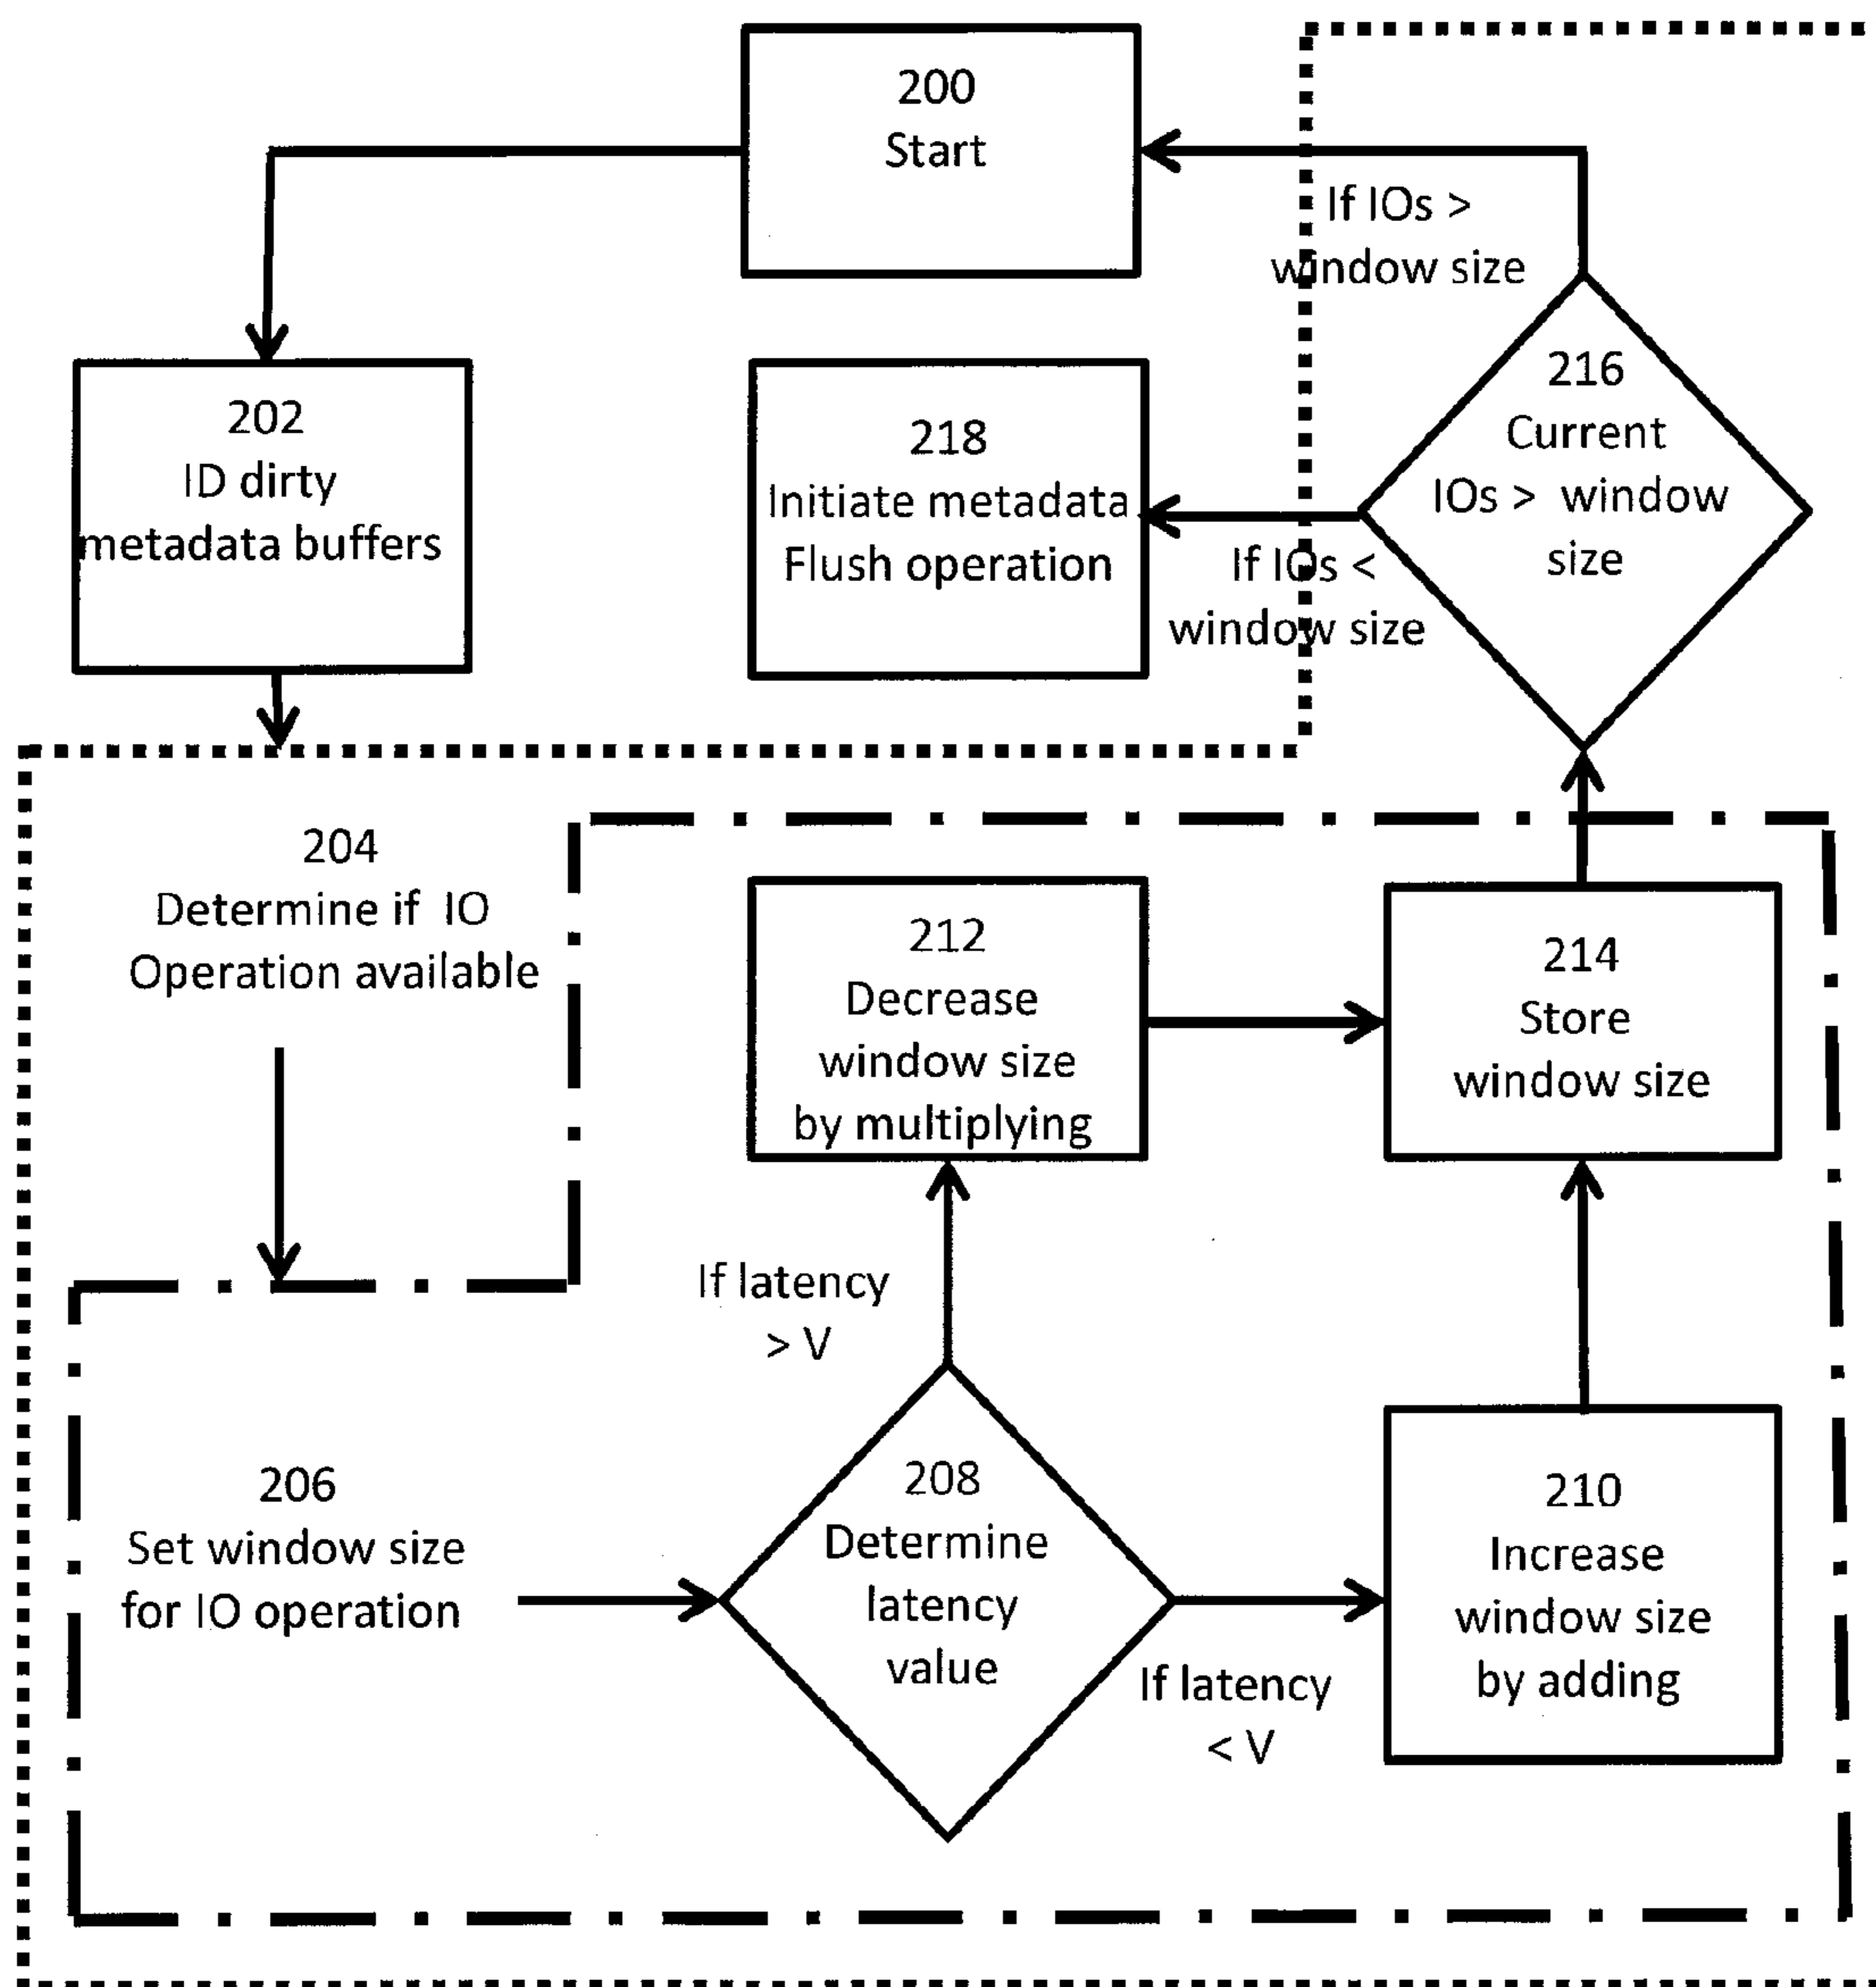 200
Start
If IOs >
window size
202
ID dirty
metadata buffers
218
Initiate metadata
Flush operation
If IOs <
window size
216
Current
IOs > window
size
204
Determine if IO
Operation available
212
Decrease
window size
by multiplying
214
Store
window size
If latency
> V
206
Set window size
for IO operation
208
Determine
latency
value
If latency
< V
210
Increase
window size
by adding